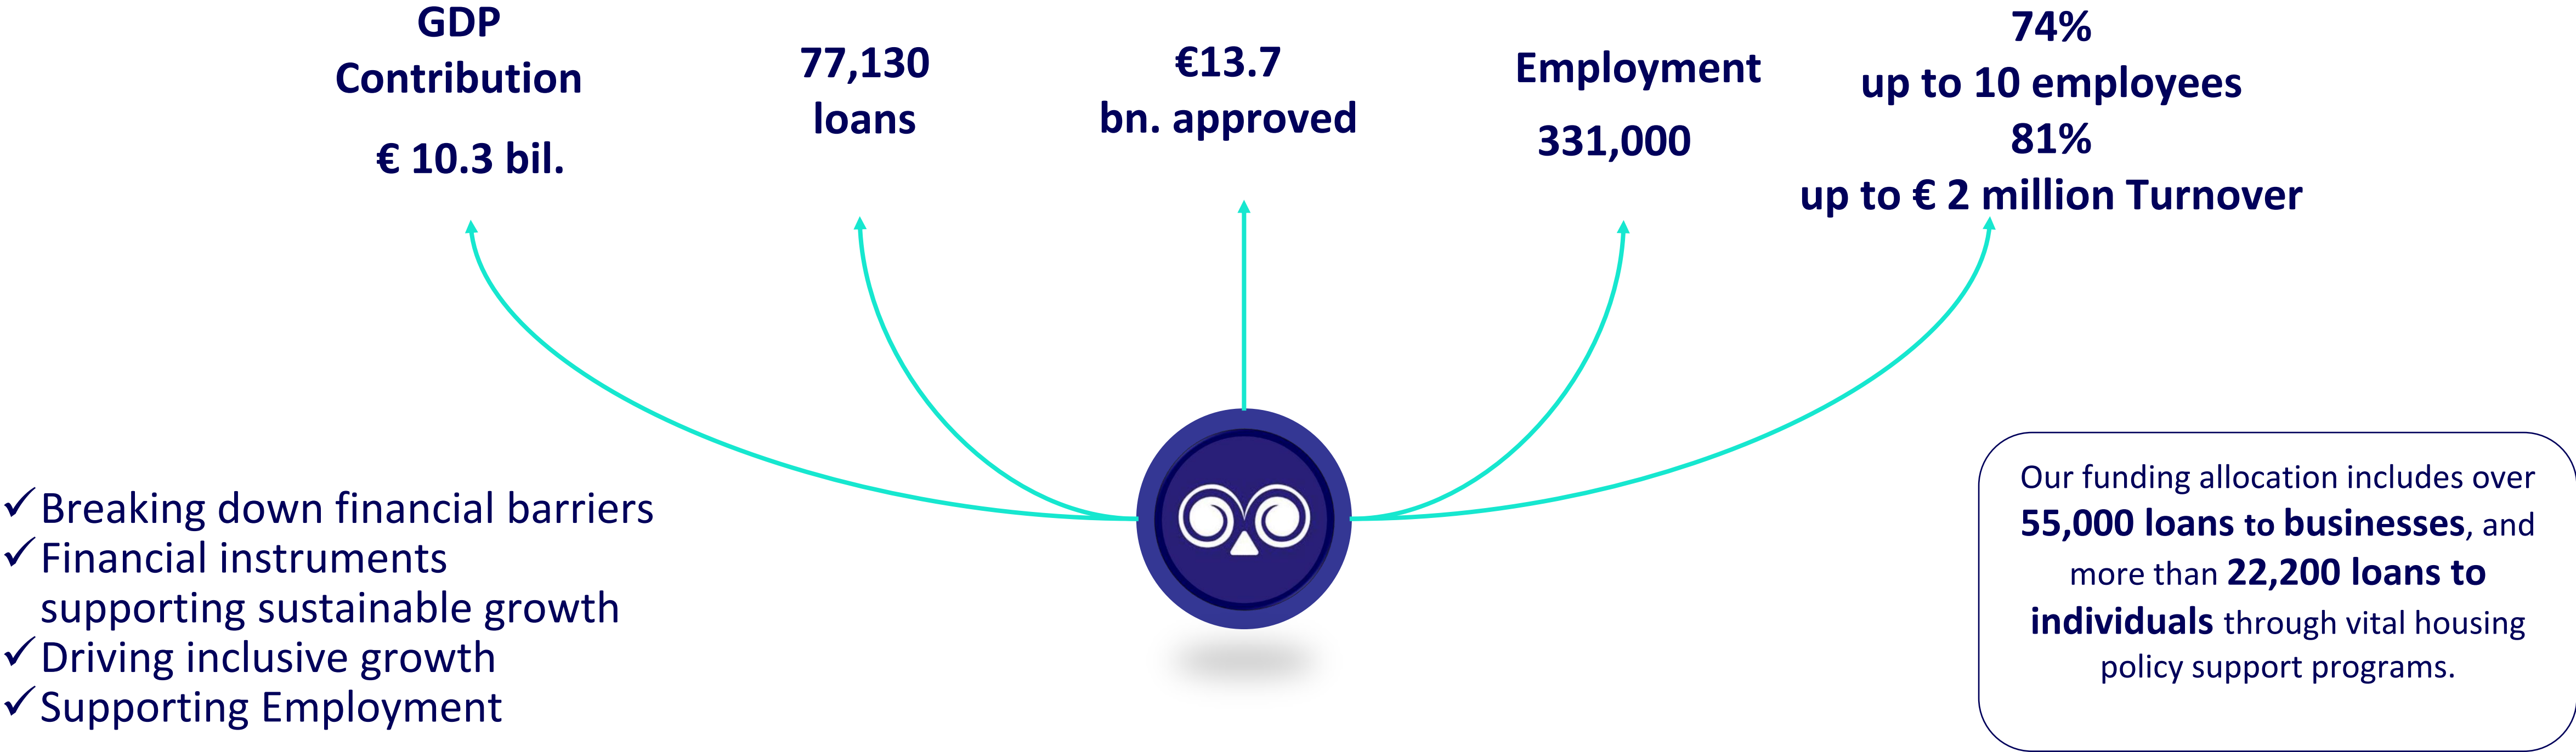 GDP
Contribution
€ 10.3 bil.
77,130
loans
€13.7
bn. approved
Employment
331,000
74%
up to 10 employees
81%
up to € 2 million Turnover
✓Breaking down financial barriers
✓Financial instruments
supporting sustainable growth
✓Driving inclusive growth
✓Supporting Employment
Our funding allocation includes over
55,000 loans to businesses, and
more than 22,200 loans to
individuals through vital housing
policy support programs.